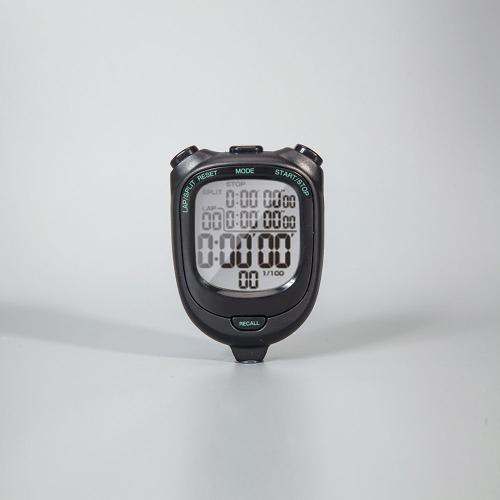 LAP/SPLIT RESET MODE START/STOP
STOP
SPLIT 0:00 00 00
LAP
00 0:00 00 00
0:00'00"
1/100
00
RECALL